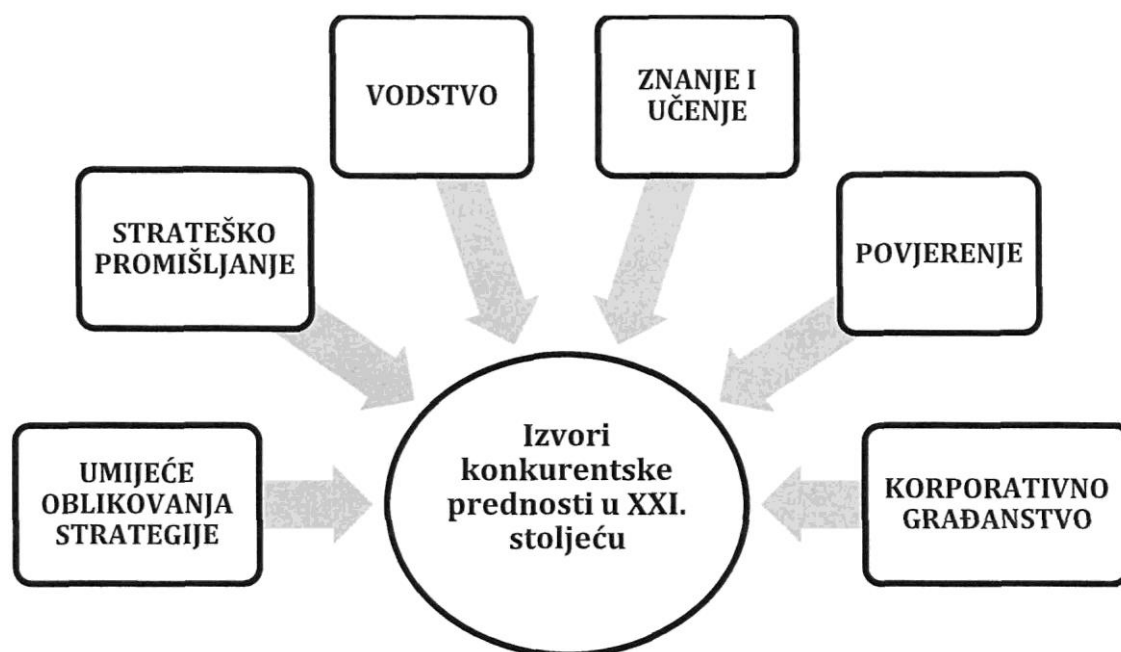 VODSTVO
ZNANJE I
UČENJE
STRATEŠKO
PROMIŠLJANJE
POVJERENJE
UMIJEĆE
OBLIKOVANJA
STRATEGIJE
Izvori
konkurentske
prednosti u XXI.
stoljeću
KORPORATIVNO
GRAĐANSTVO